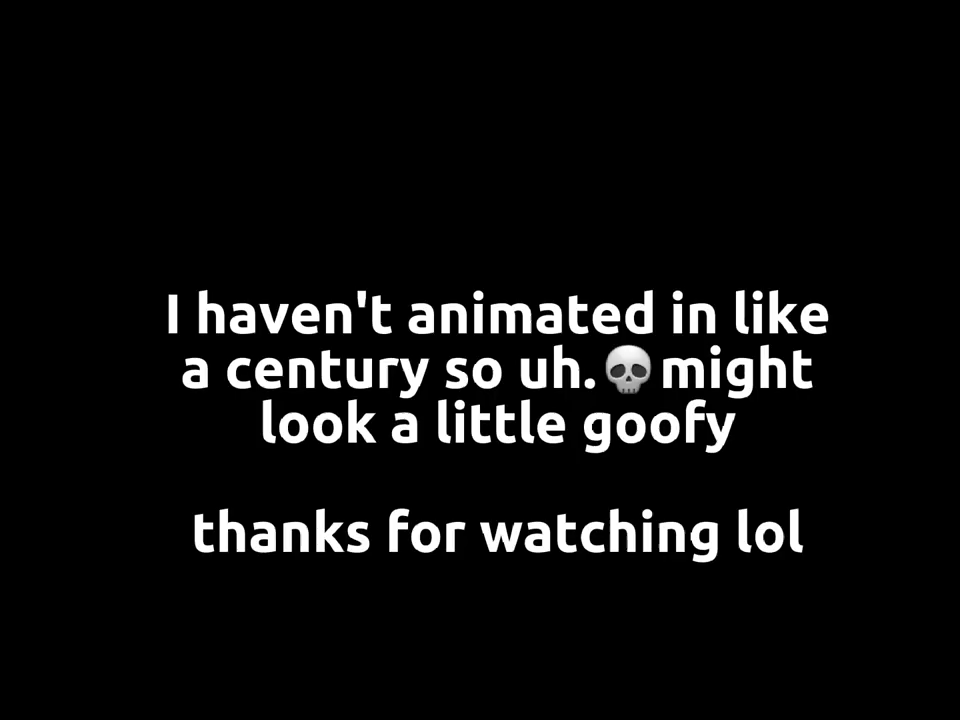 I haven't animated in like
a century so uh.💀might
look a little goofy
thanks for watching lol